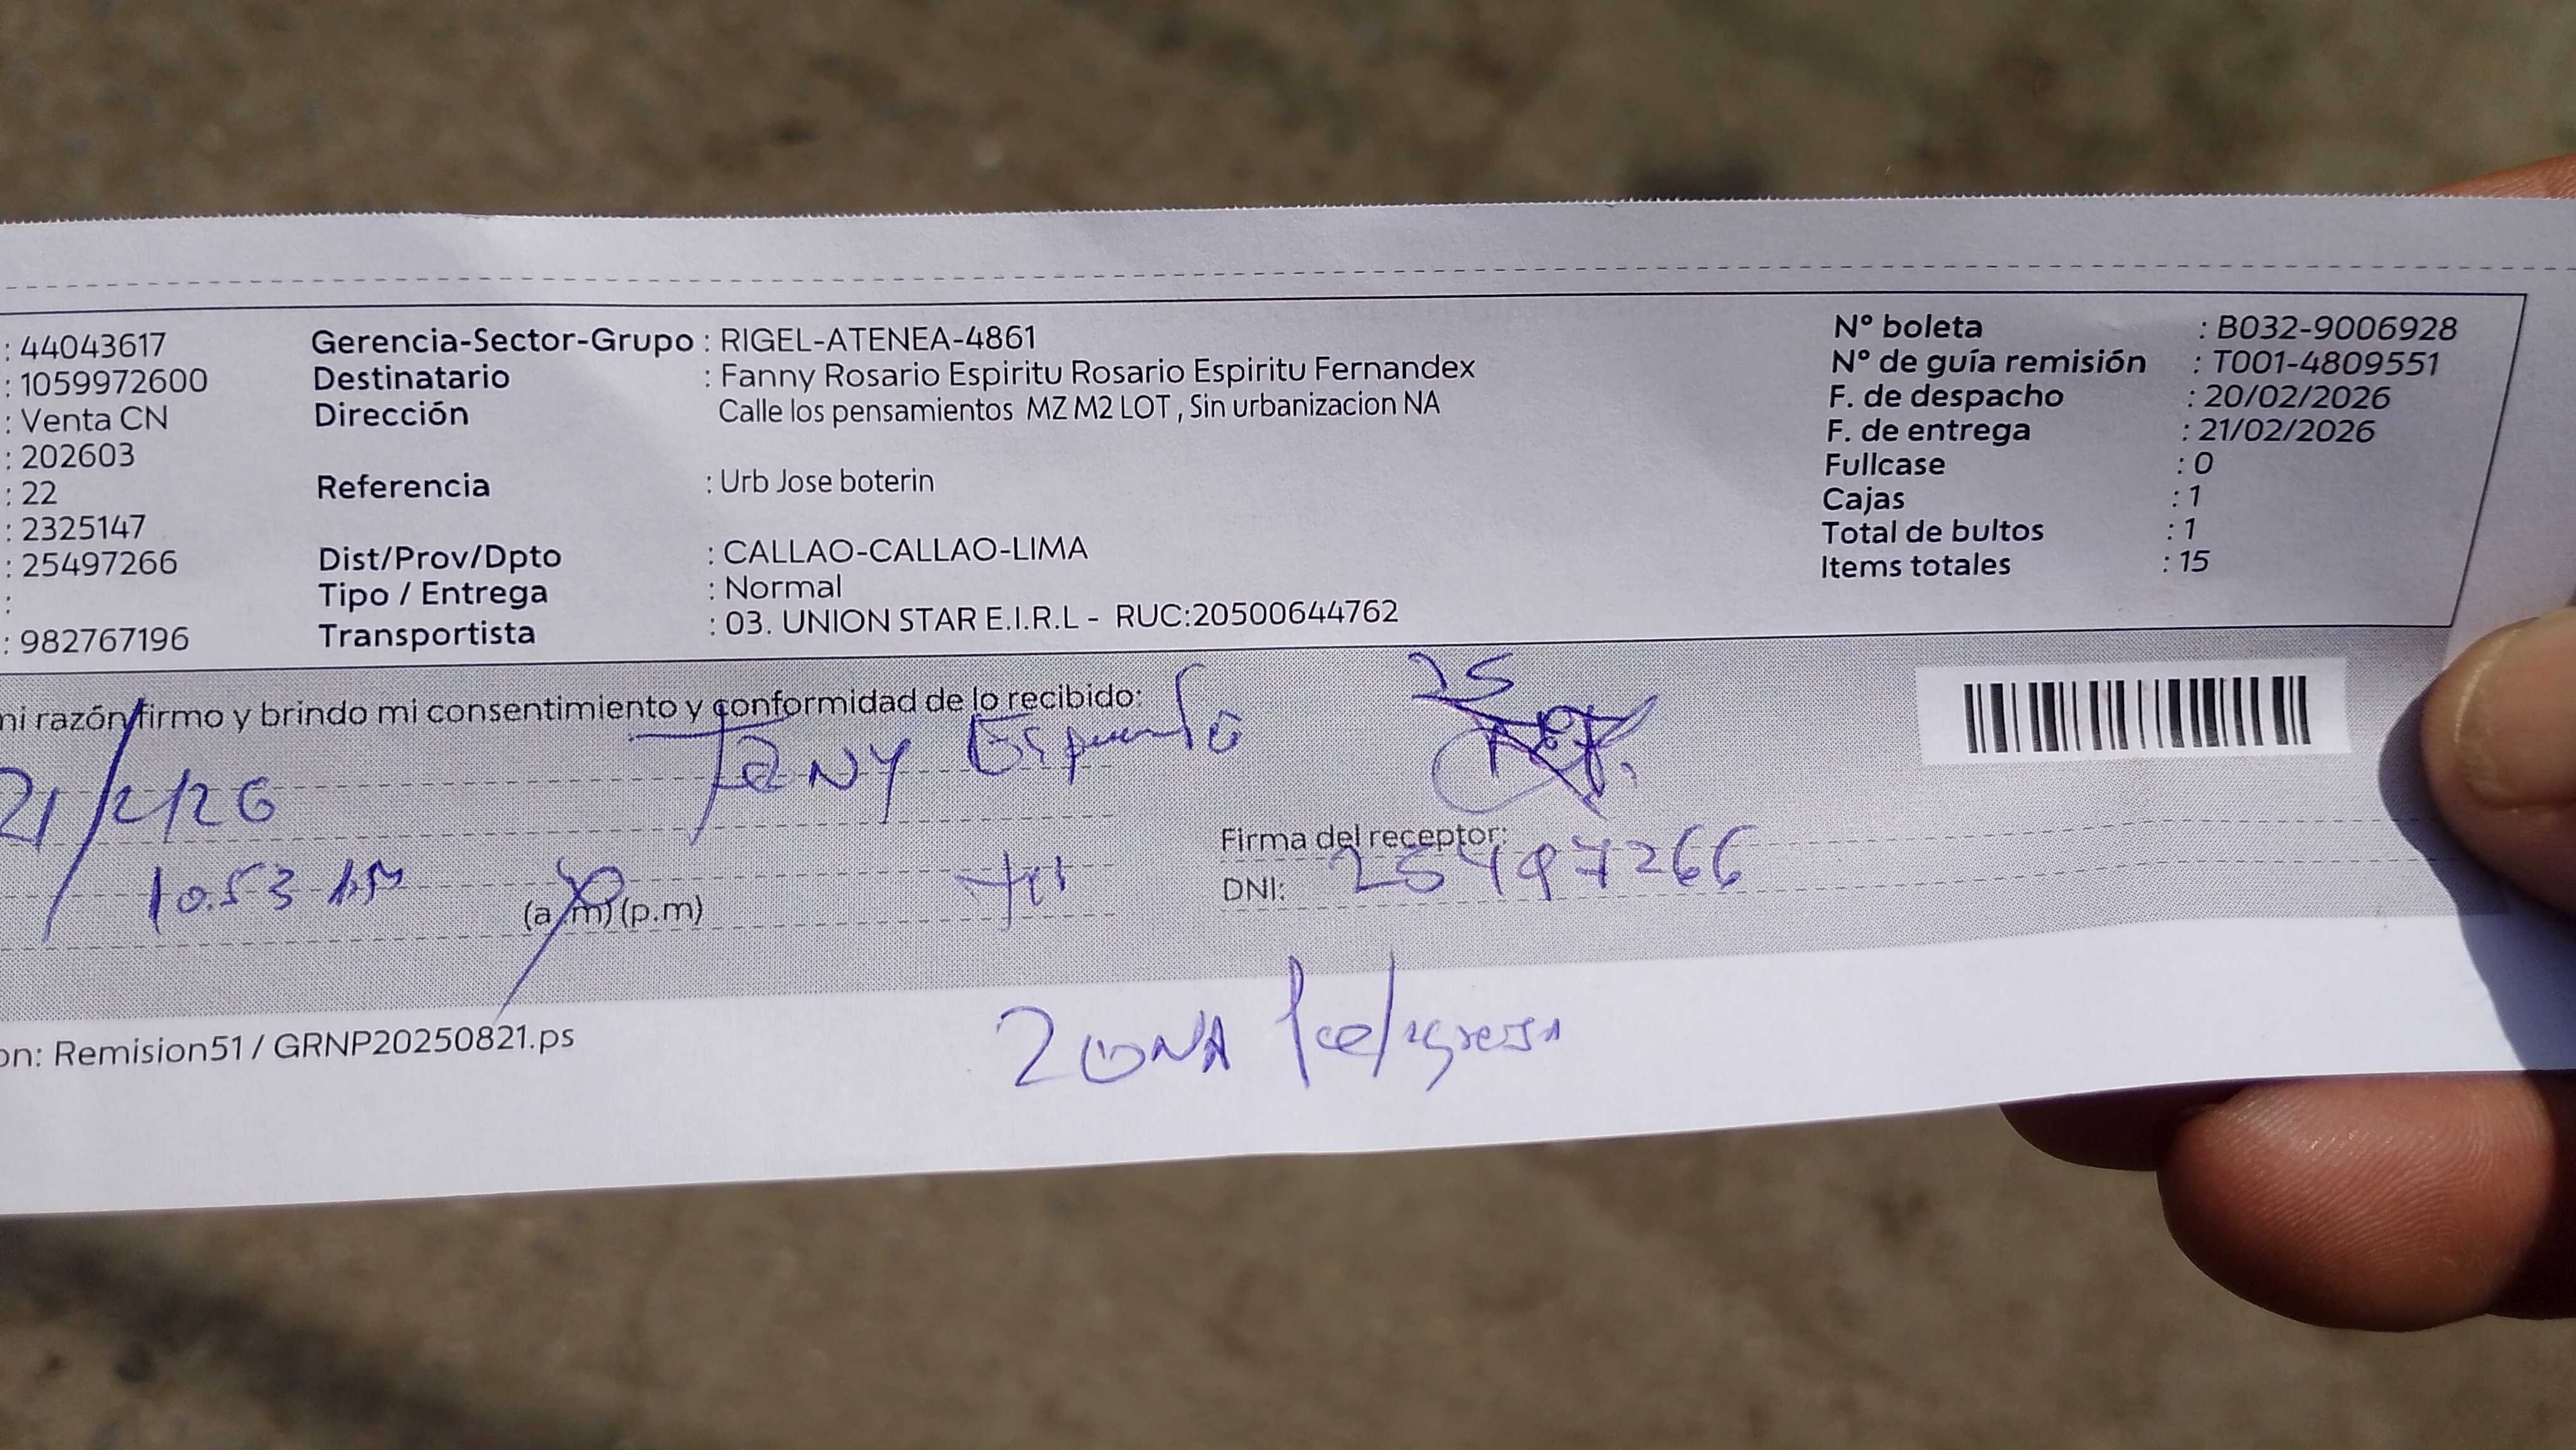 : 44043617 Gerencia-Sector-Grupo : RIGEL-ATENEA-4861 N° boleta : B032-9006928
: 1059972600 Destinatario : Fanny Rosario Espiritu Rosario Espiritu Fernandex N° de guía remisión : T001-4809551
: Venta CN Dirección Calle los pensamientos MZ M2 LOT , Sin urbanizacion NA F. de despacho : 20/02/2026
: 202603 F. de entrega : 21/02/2026
: 22 Referencia : Urb Jose boterin Fullcase : 0
: 2325147 Cajas : 1
: 25497266 Dist/Prov/Dpto : CALLAO-CALLAO-LIMA Total de bultos : 1
: Tipo / Entrega : Normal Items totales : 15
: 982767196 Transportista : 03. UNION STAR E.I.R.L - RUC:20500644762
mi razón firmo y brindo mi consentimiento y conformidad de lo recibido:
25
21/2/26 Fany
Firma del receptor:
10.53 (a.m) (p.m) DNI: 25497266
ZONA Peligrosa
on: Remision51 / GRNP20250821.ps